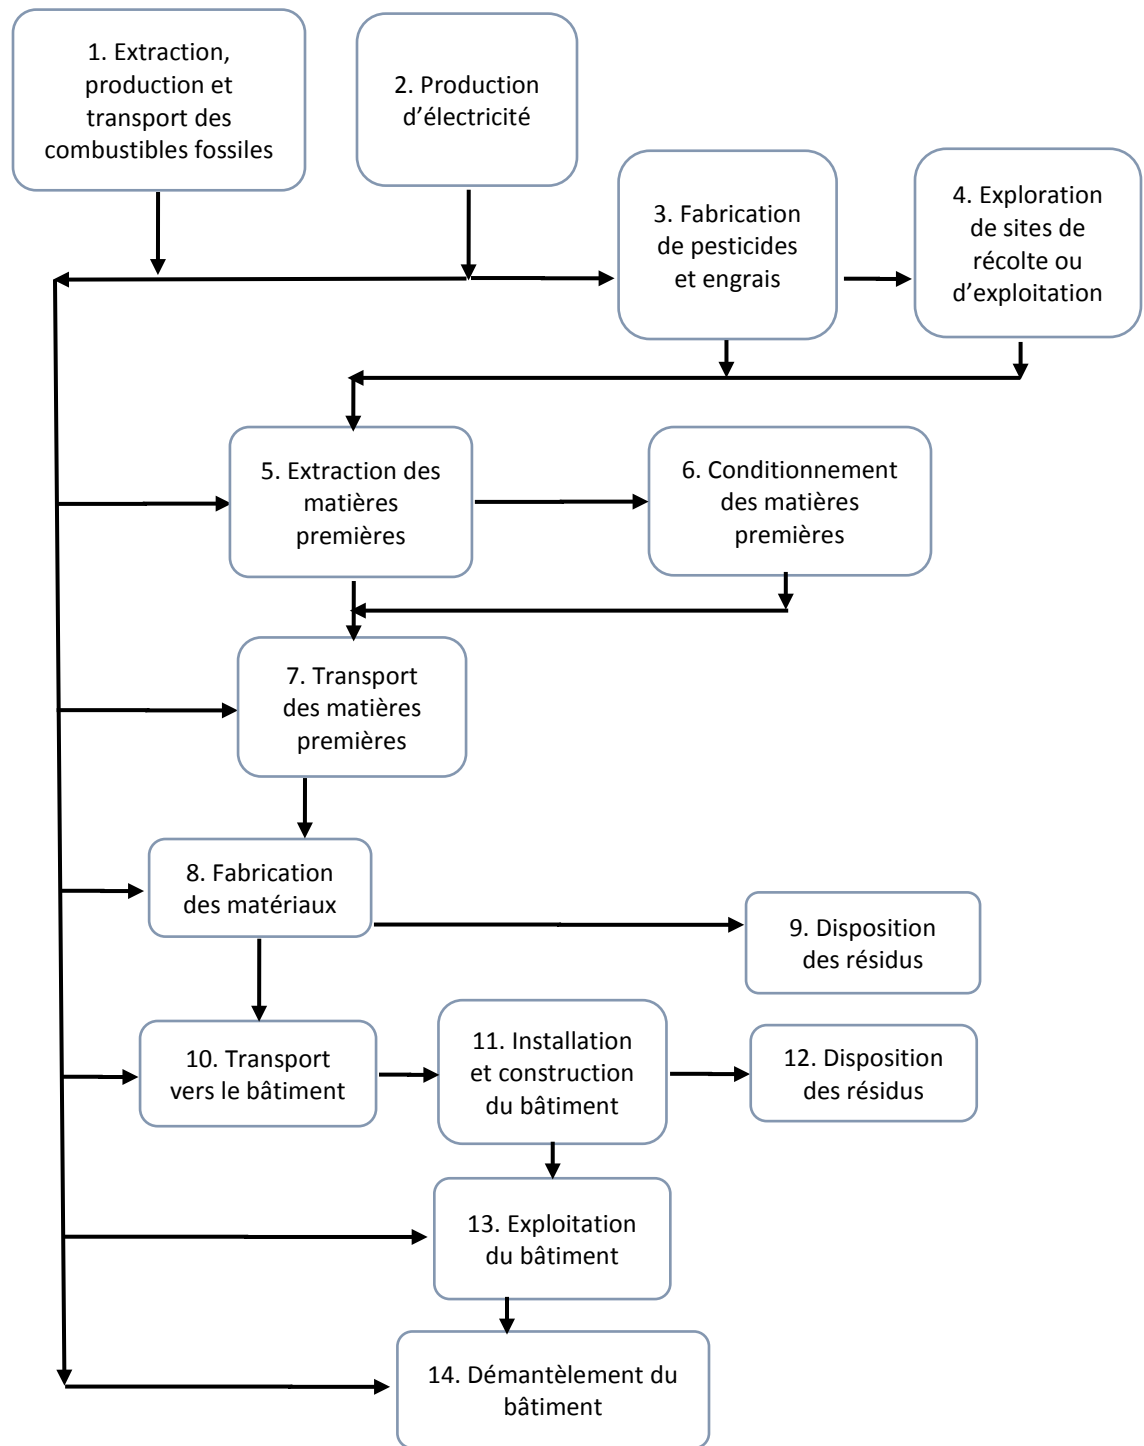 1. Extraction,
production et
transport des
combustibles fossiles
2. Production
d’électricité
3. Fabrication
de pesticides
et engrais
4. Exploration
de sites de
récolte ou
d’exploitation
5. Extraction des
matières
premières
6. Conditionnement
des matières
premières
7. Transport
des matières
premières
8. Fabrication
des matériaux
9. Disposition
des résidus
10. Transport
vers le bâtiment
11. Installation
et construction
du bâtiment
12. Disposition
des résidus
13. Exploitation
du bâtiment
14. Démantèlement du
bâtiment